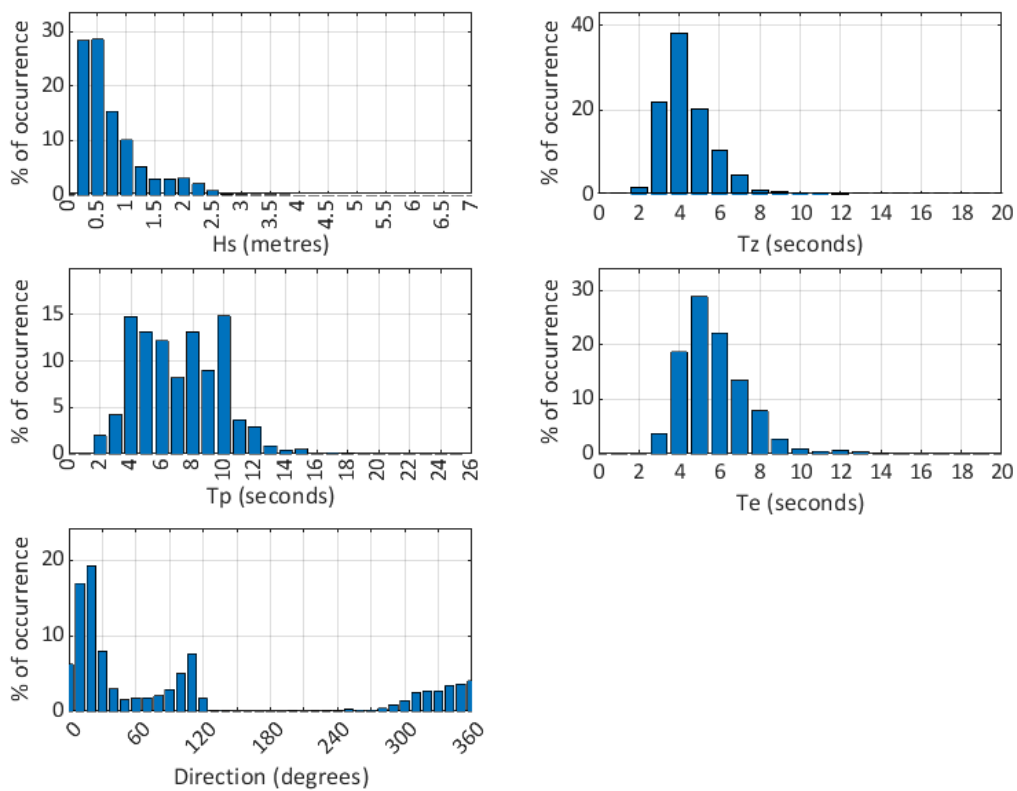 % of occurrence
30
20
10
0
0 0.5 1 1.5 2 2.5 3 3.5 4 4.5 5 5.5 6 6.5 7
Hs (metres)
% of occurrence
40
20
0
0 2 4 6 8 10 12 14 16 18 20
Tz (seconds)
% of occurrence
15
10
5
0
0 2 4 6 8 10 12 14 16 18 20 22 24 26
Tp (seconds)
% of occurrence
30
20
10
0
0 2 4 6 8 10 12 14 16 18 20
Te (seconds)
% of occurrence
20
10
0
0 60 120 180 240 300 360
Direction (degrees)